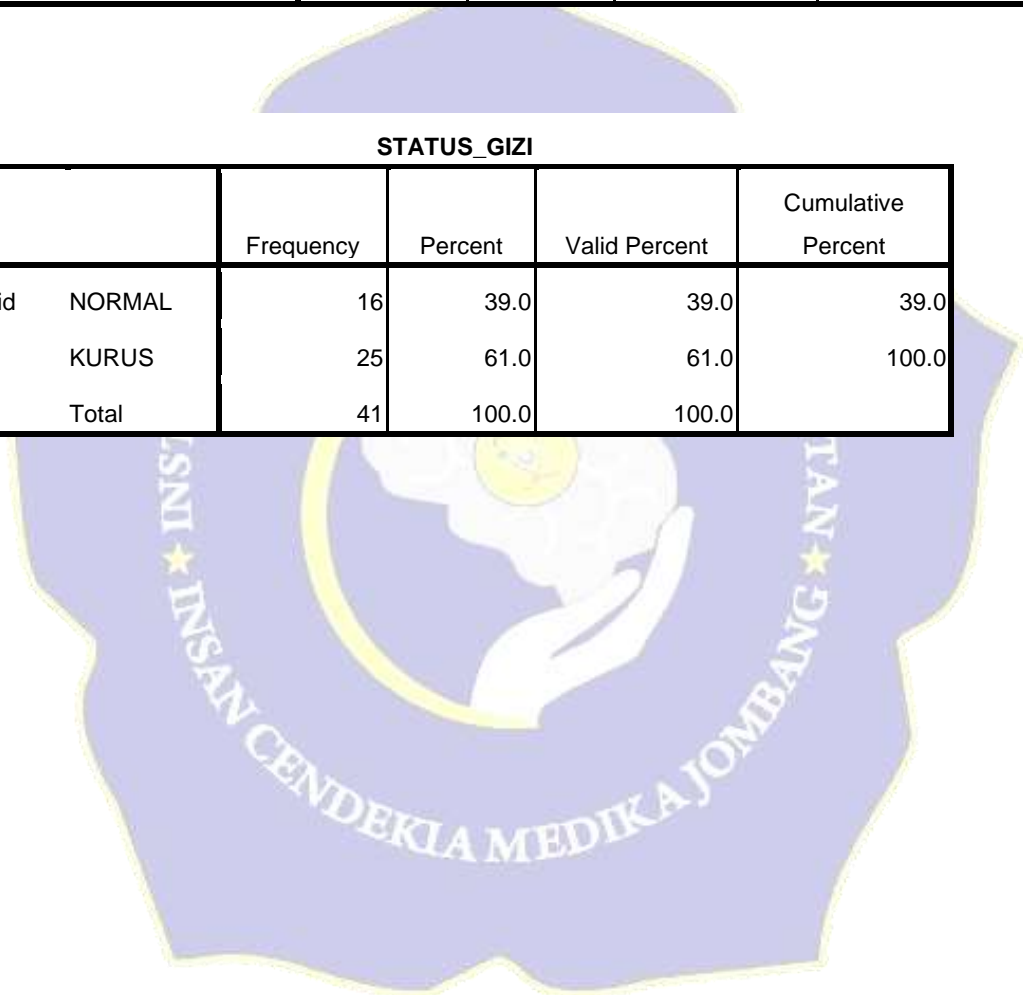 STATUS_GIZI
Frequency Percent Valid Percent Cumulative Percent
id NORMAL 16 39.0 39.0 39.0
KURUS 25 61.0 61.0 100.0
Total 41 100.0 100.0
INSAN CENDEKIA MEDIKA JOMBANG